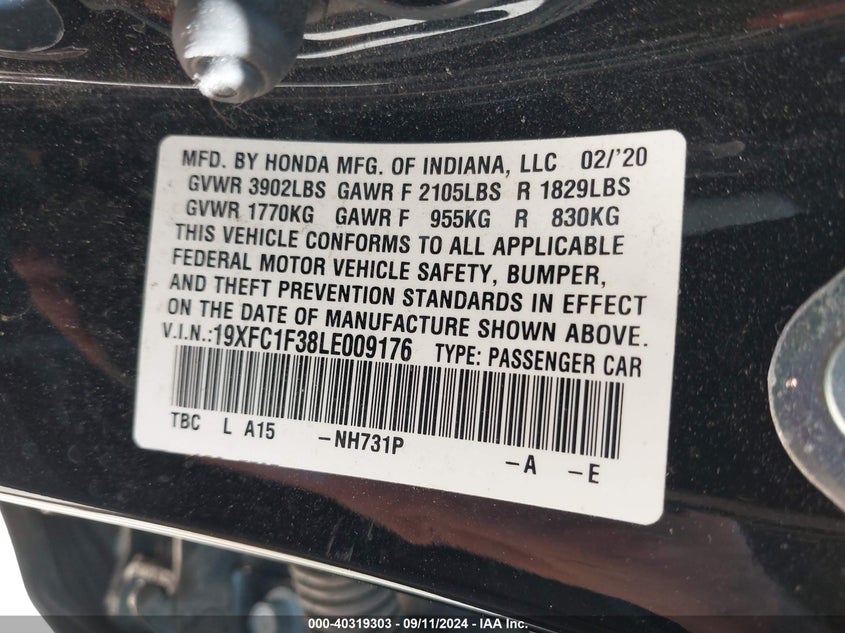 MFD. BY HONDA MFG. OF INDIANA, LLC 02/'20
GVWR 3902LBS GAWR F 2105LBS R 1829LBS
GVWR 1770KG GAWR F 955KG R 830KG
THIS VEHICLE CONFORMS TO ALL APPLICABLE
FEDERAL MOTOR VEHICLE SAFETY, BUMPER,
AND THEFT PREVENTION STANDARDS IN EFFECT
ON THE DATE OF MANUFACTURE SHOWN ABOVE.
V.I.N.:19XFC1F38LE009176 TYPE: PASSENGER CAR
TBC L A15 -NH731P -A -E
000-40319303 - 09/11/2024 - IAA Inc.